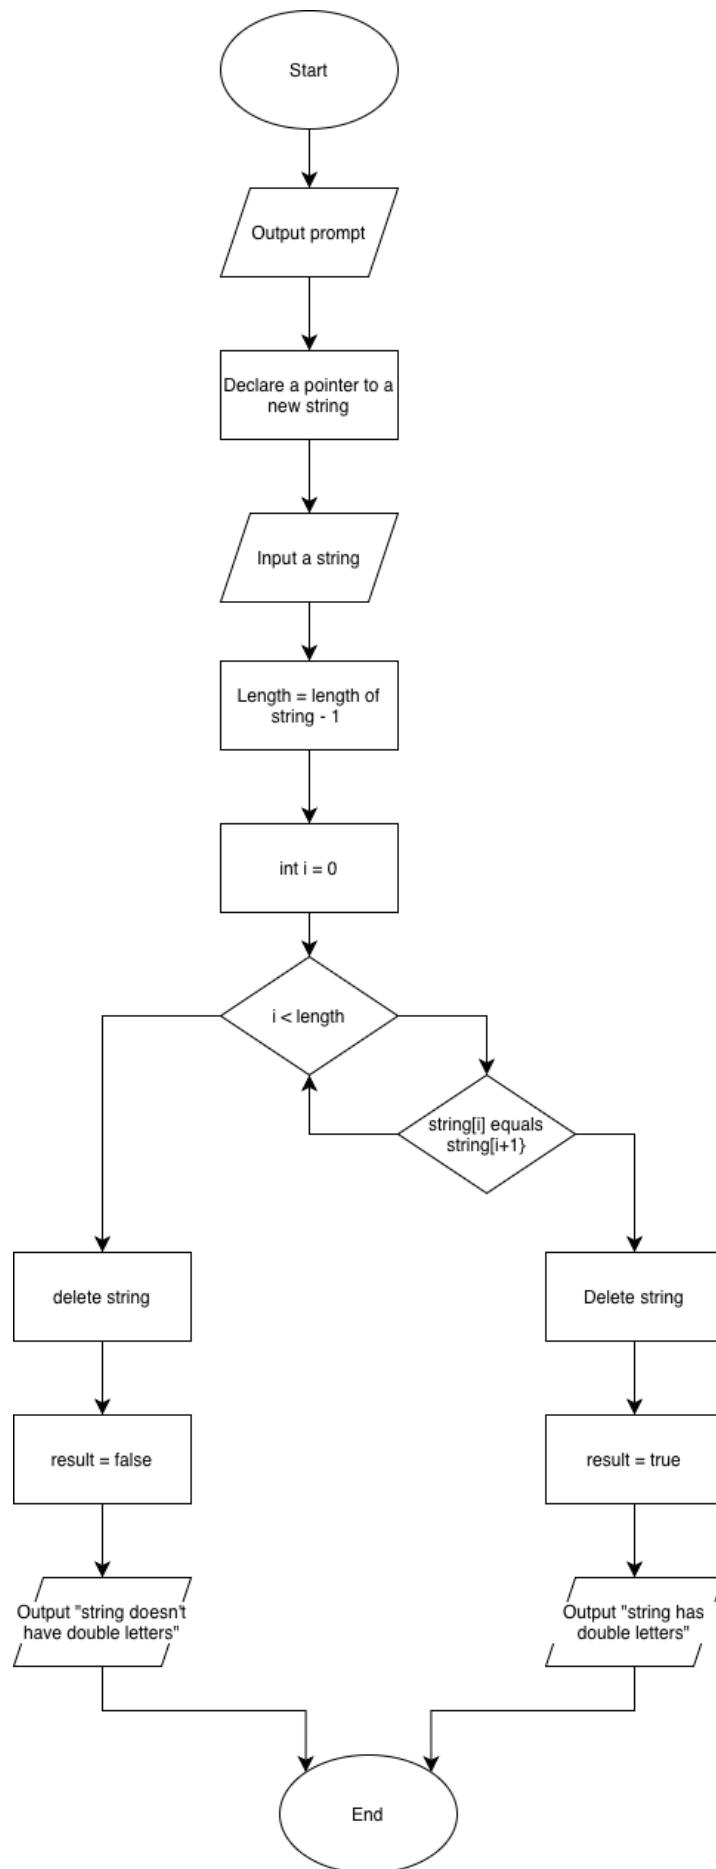 Start
Output prompt
Declare a pointer to a
new string
Input a string
Length = length of
string - 1
int i = 0
i < length
string[i] equals
string[i+1}
delete string
Delete string
result = false
result = true
Output "string doesn't
have double letters"
Output "string has
double letters"
End